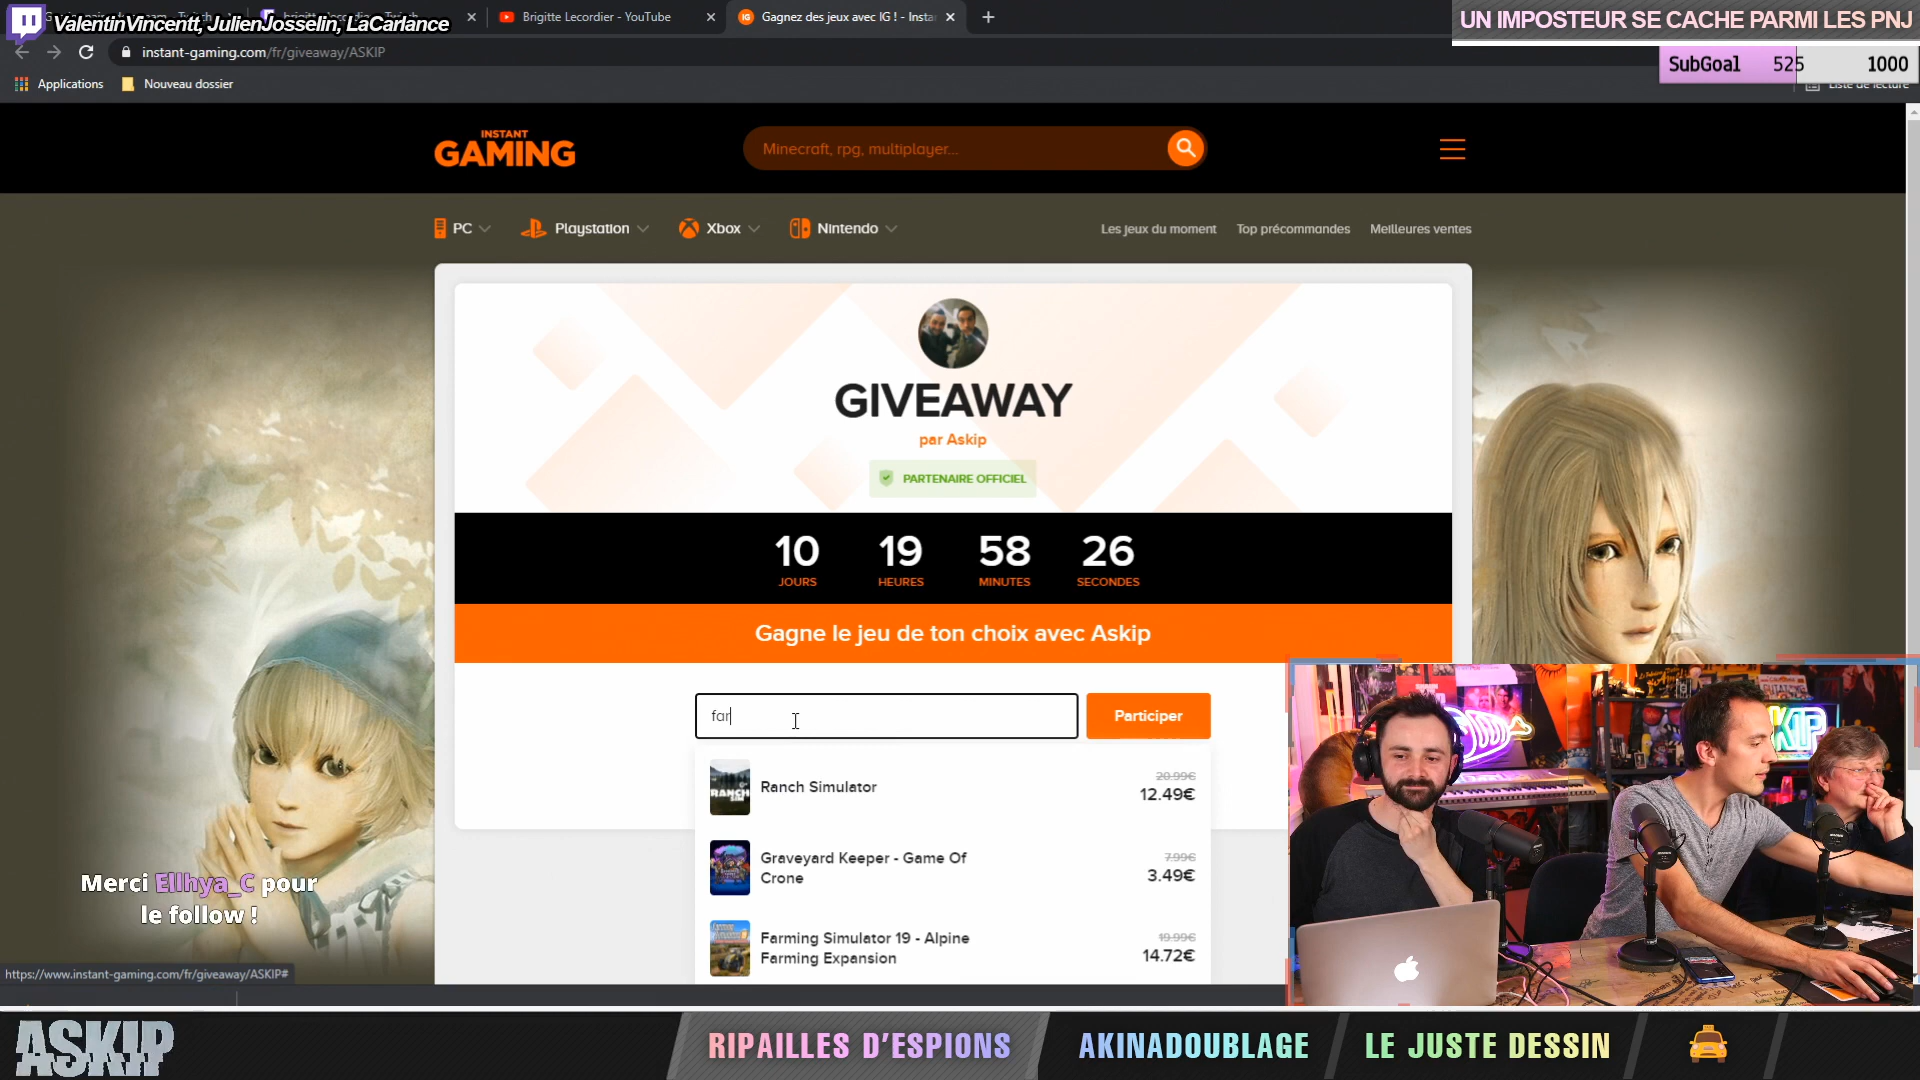 ValentinVincentt, JulienJosselin, LaCarlance
Brigitte Lecordier - YouTube
Gagnez des jeux avec IG ! - Insta
UN IMPOSTEUR SE CACHE PARMI LES PNJ
instant-gaming.com/fr/giveaway/ASKIP
SubGoal 525 1000
Applications
Nouveau dossier
Liste de lecture
INSTANT
GAMING
Minecraft, rpg, multiplayer...
PC
Playstation
Xbox
Nintendo
Les jeux du moment
Top précommandes
Meilleures ventes
GIVEAWAY
par Askip
PARTENAIRE OFFICIEL
10 19 58 26
JOURS HEURES MINUTES SECONDES
Gagne le jeu de ton choix avec Askip
far
Participer
Ranch Simulator
20.99€
12.49€
Graveyard Keeper - Game Of
Crone
7.99€
3.49€
Farming Simulator 19 - Alpine
Farming Expansion
19.99€
14.72€
Merci Ellhya_C pour
le follow !
https://www.instant-gaming.com/fr/giveaway/ASKIP#
ASKIP
RIPAILLES D'ESPIONS
AKINADOUBLAGE
LE JUSTE DESSIN